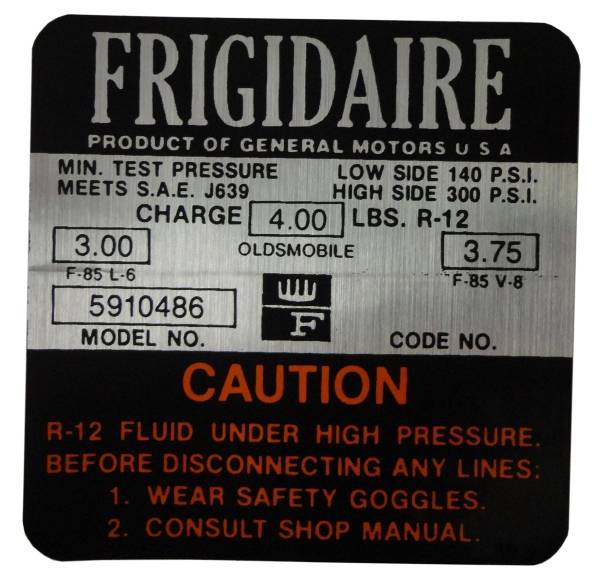 FRIGIDAIRE
PRODUCT OF GENERAL MOTORS U S A
MIN. TEST PRESSURE LOW SIDE 140 P.S.I.
MEETS S.A.E. J639 HIGH SIDE 300 P.S.I.
CHARGE 4.00 LBS. R-12
3.00 OLDSMOBILE 3.75
F-85 L-6 F-85 V-8
5910486
F
MODEL NO. CODE NO.
CAUTION
R-12 FLUID UNDER HIGH PRESSURE.
BEFORE DISCONNECTING ANY LINES:
1. WEAR SAFETY GOGGLES.
2. CONSULT SHOP MANUAL.